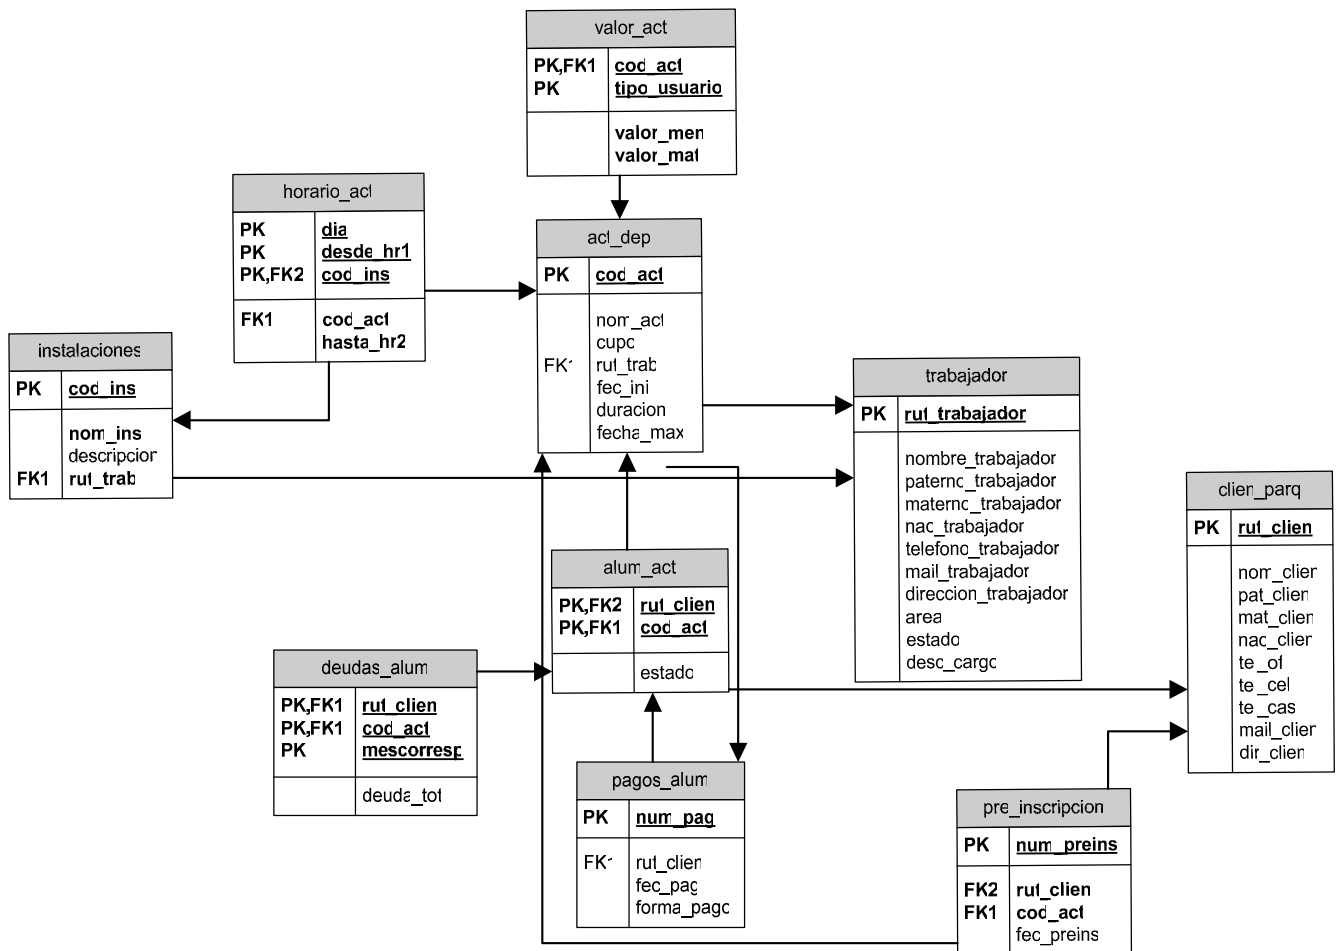 valor_act
PK,FK1 cod_act
PK tipo_usuario
valor_men
valor_mat
horario_act
PK dia
PK desde_hr1
PK,FK2 cod_ins
FK1 cod_act
hasta_hr2
act_dep
PK cod_act
nom_act
cupo
FK1 rut_trab
fec_ini
duracion
fecha_max
instalaciones
PK cod_ins
nom_ins
descripcion
FK1 rut_trab
trabajador
PK rut_trabajador
nombre_trabajador
paterno_trabajador
materno_trabajador
nac_trabajador
telefono_trabajador
mail_trabajador
direccion_trabajador
area
estado
desc_cargo
clien_parq
PK rut_clien
nom_clien
pat_clien
mat_clien
nac_clien
te_of
te_cel
te_cas
mail_clien
dir_clien
alum_act
PK,FK2 rut_clien
PK,FK1 cod_act
estado
deudas_alum
PK,FK1 rut_clien
PK,FK1 cod_act
PK mescorresp
deuda_tot
pagos_alum
PK num_pag
FK1 rut_clien
fec_pag
forma_pago
pre_inscripcion
PK num_preins
FK2 rut_clien
FK1 cod_act
fec_preins